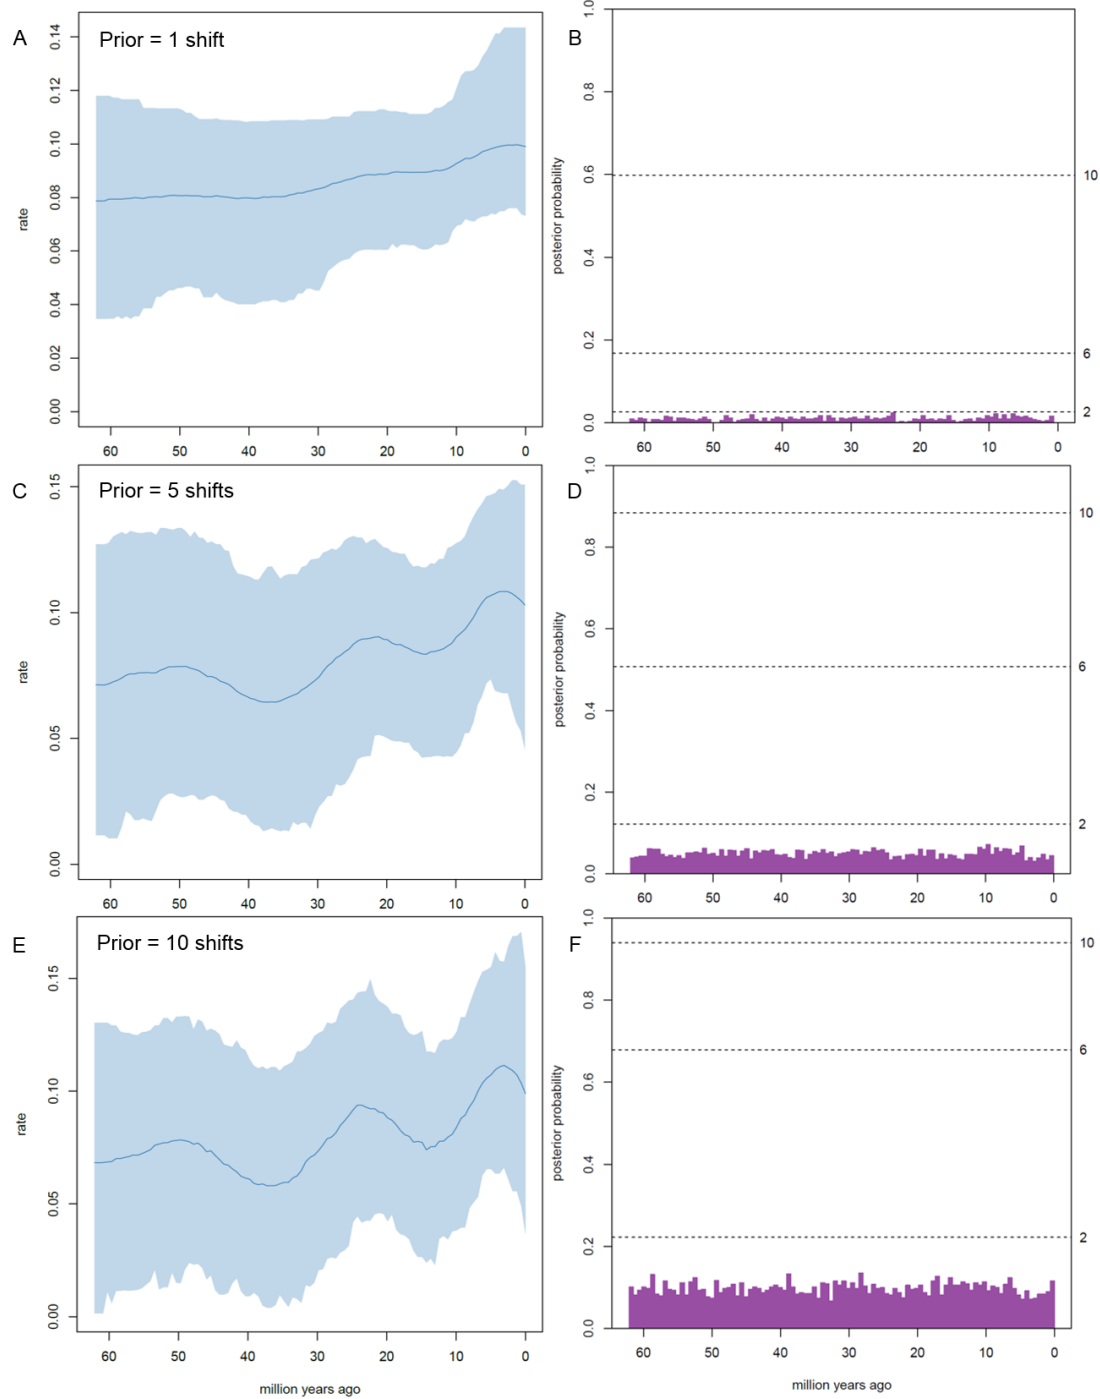 A
Prior = 1 shift
rate
0.14
0.12
0.10
0.08
0.06
0.04
0.02
0.00
60 50 40 30 20 10 0
B
posterior probability
1.0
0.8
0.6
0.4
0.2
0.0
10
6
2
60 50 40 30 20 10 0
C
Prior = 5 shifts
rate
0.15
0.10
0.05
0.00
60 50 40 30 20 10 0
D
posterior probability
1.0
0.8
0.6
0.4
0.2
0.0
10
6
2
60 50 40 30 20 10 0
E
Prior = 10 shifts
rate
0.15
0.10
0.05
0.00
60 50 40 30 20 10 0
million years ago
F
posterior probability
1.0
0.8
0.6
0.4
0.2
0.0
10
6
2
60 50 40 30 20 10 0
million years ago